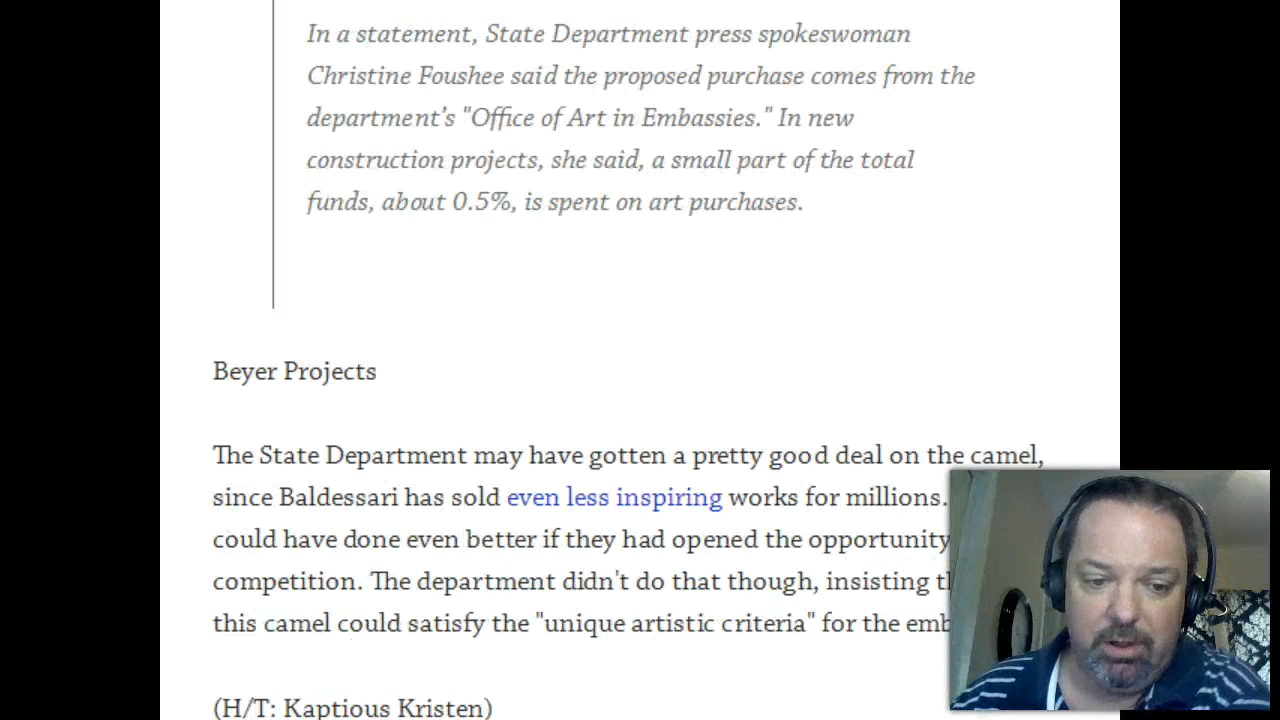 In a statement, State Department press spokeswoman
Christine Foushee said the proposed purchase comes from the
department’s "Office of Art in Embassies." In new
construction projects, she said, a small part of the total
funds, about 0.5%, is spent on art purchases.
Beyer Projects
The State Department may have gotten a pretty good deal on the camel,
since Baldessari has sold even less inspiring works for millions.
could have done even better if they had opened the opportunity
competition. The department didn't do that though, insisting
this camel could satisfy the "unique artistic criteria" for the
(H/T: Kaptious Kristen)